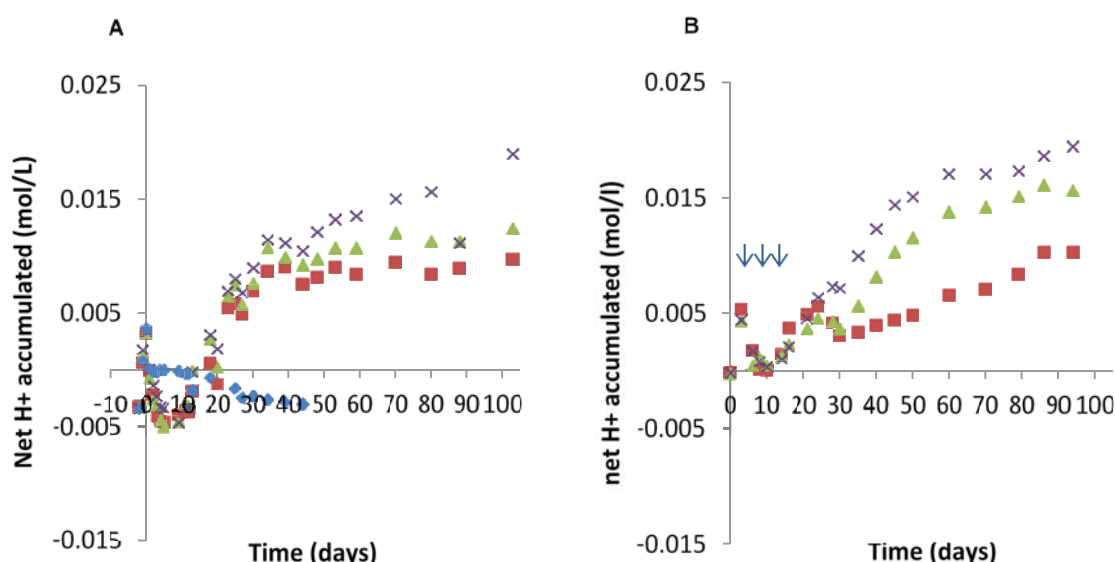 A
0.025
0.015
0.005
-0.005
-0.015
-10 0 10 20 30 40 50 60 70 80 90 100
Net H+ accumulated (mol/L)
Time (days)
B
0.025
0.015
0.005
-0.005
-0.015
0 10 20 30 40 50 60 70 80 90 100
net H+ accumulated (mol/l)
Time (days)